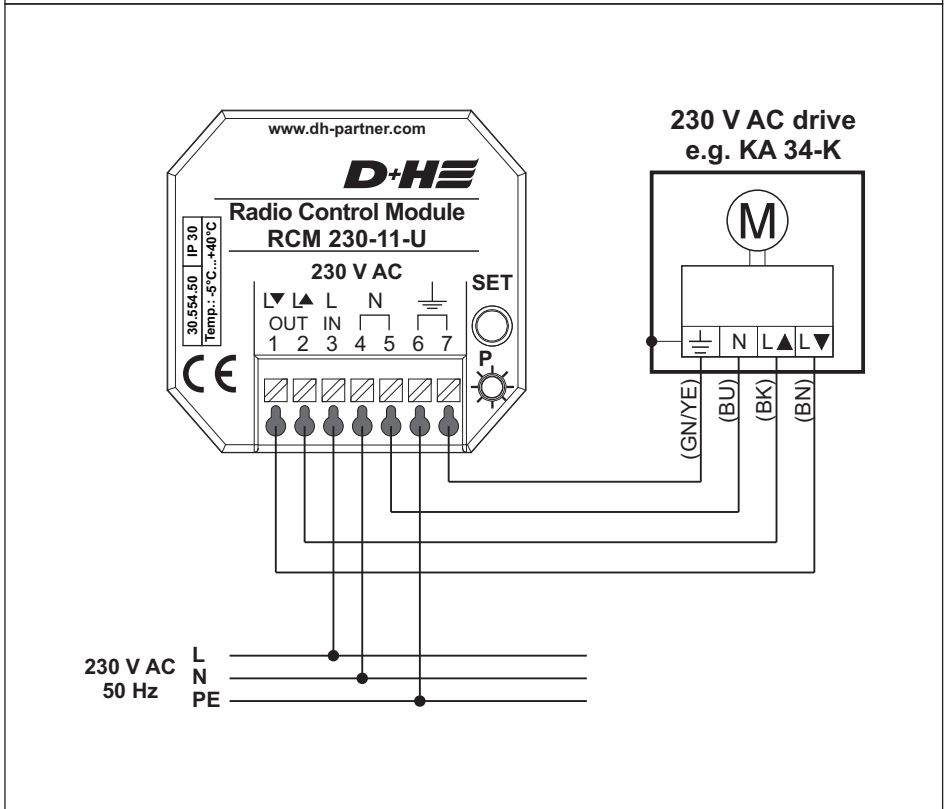 www.dh-partner.com
D+H
Radio Control Module
RCM 230-11-U
230 V AC
L▼ L▲ L N ⏚
OUT IN
1 2 3 4 5 6 7
SET
P
30.554.50 IP 30
Temp.: -5°C...+40°C
CE
230 V AC drive
e.g. KA 34-K
M
⏚ N L▲ L▼
(GN/YE) (BU) (BK) (BN)
230 V AC
50 Hz
L
N
PE